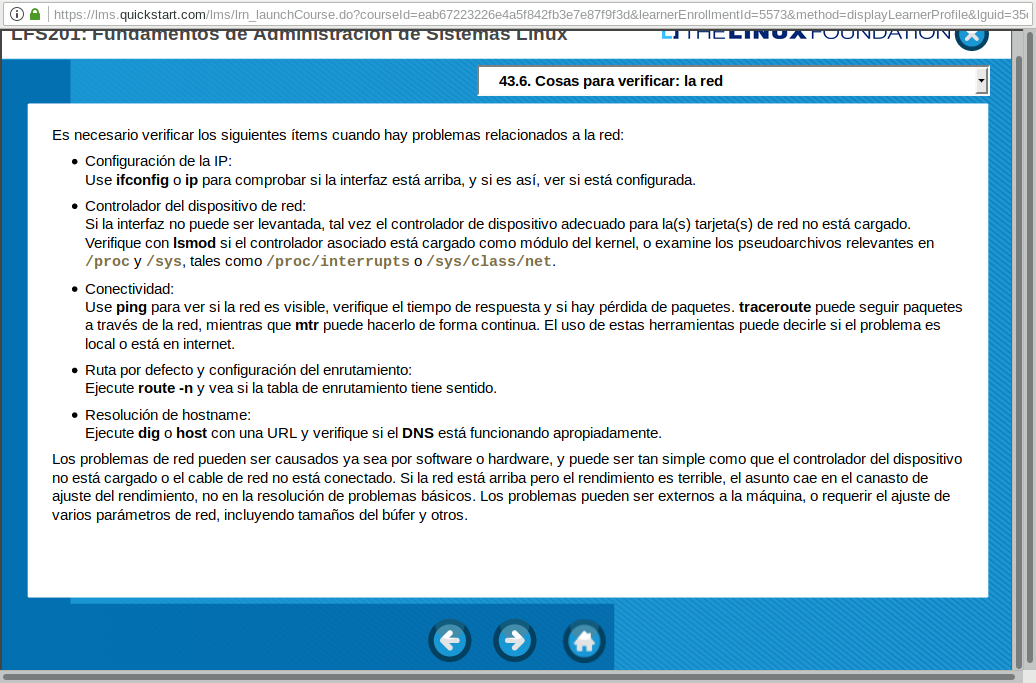 https://lms.quickstart.com/lms/lrn_launchCourse.do?courseId=eab67223226e4a5f842fb3e7e87f9f3d&learnerEnrollmentId=5573&method=displayLearnerProfile&lguid=35
LFS201: Fundamentos de Administración de Sistemas Linux
THE LINUX FOUNDATION
43.6. Cosas para verificar: la red
Es necesario verificar los siguientes ítems cuando hay problemas relacionados a la red:
• Configuración de la IP:
Use ifconfig o ip para comprobar si la interfaz está arriba, y si es así, ver si está configurada.
• Controlador del dispositivo de red:
Si la interfaz no puede ser levantada, tal vez el controlador de dispositivo adecuado para la(s) tarjeta(s) de red no está cargado.
Verifique con lsmod si el controlador asociado está cargado como módulo del kernel, o examine los pseudoarchivos relevantes en
/proc y /sys, tales como /proc/interrupts o /sys/class/net.
• Conectividad:
Use ping para ver si la red es visible, verifique el tiempo de respuesta y si hay pérdida de paquetes. traceroute puede seguir paquetes
a través de la red, mientras que mtr puede hacerlo de forma continua. El uso de estas herramientas puede decirle si el problema es
local o está en internet.
• Ruta por defecto y configuración del enrutamiento:
Ejecute route -n y vea si la tabla de enrutamiento tiene sentido.
• Resolución de hostname:
Ejecute dig o host con una URL y verifique si el DNS está funcionando apropiadamente.
Los problemas de red pueden ser causados ya sea por software o hardware, y puede ser tan simple como que el controlador del dispositivo
no está cargado o el cable de red no está conectado. Si la red está arriba pero el rendimiento es terrible, el asunto cae en el canasto de
ajuste del rendimiento, no en la resolución de problemas básicos. Los problemas pueden ser externos a la máquina, o requerir el ajuste de
varios parámetros de red, incluyendo tamaños del búfer y otros.